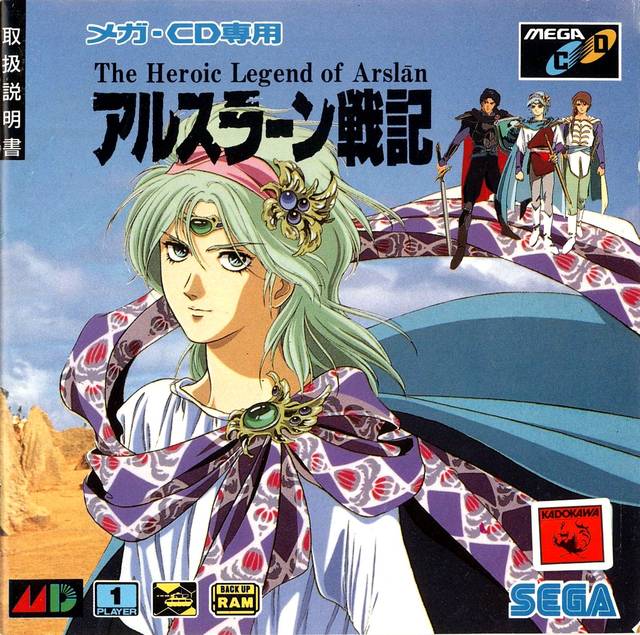 取扱説明書
メガ-CD専用
MEGA
CD
The Heroic Legend of Arslān
アルスラーン戦記
KADOKAWA
MD
1
PLAYER
BACK UP
RAM
SEGA